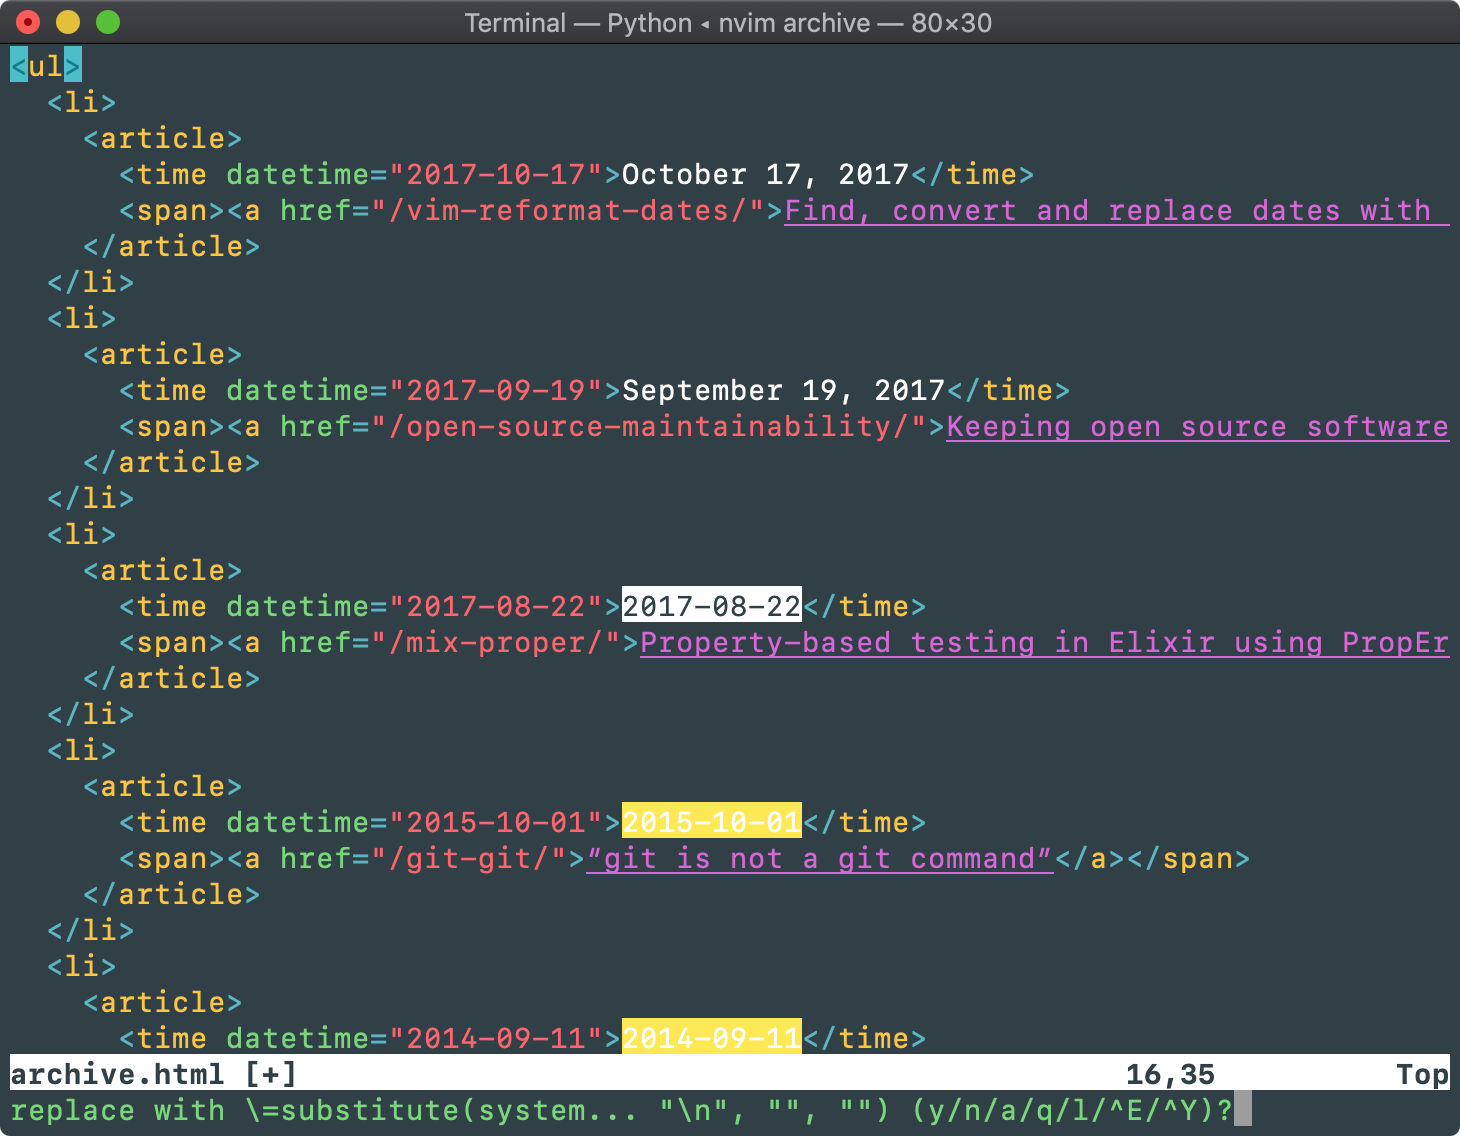 Terminal — Python ◂ nvim archive — 80×30
<ul>
  <li>
    <article>
      <time datetime="2017-10-17">October 17, 2017</time>
      <span><a href="/vim-reformat-dates/">Find, convert and replace dates with
    </article>
  </li>
  <li>
    <article>
      <time datetime="2017-09-19">September 19, 2017</time>
      <span><a href="/open-source-maintainability/">Keeping open source software
    </article>
  </li>
  <li>
    <article>
      <time datetime="2017-08-22">2017-08-22</time>
      <span><a href="/mix-proper/">Property-based testing in Elixir using PropEr
    </article>
  </li>
  <li>
    <article>
      <time datetime="2015-10-01">2015-10-01</time>
      <span><a href="/git-git/">“git is not a git command”</a></span>
    </article>
  </li>
  <li>
    <article>
      <time datetime="2014-09-11">2014-09-11</time>
archive.html [+] 16,35 Top
replace with \=substitute(system... "\n", "", "") (y/n/a/q/l/^E/^Y)?